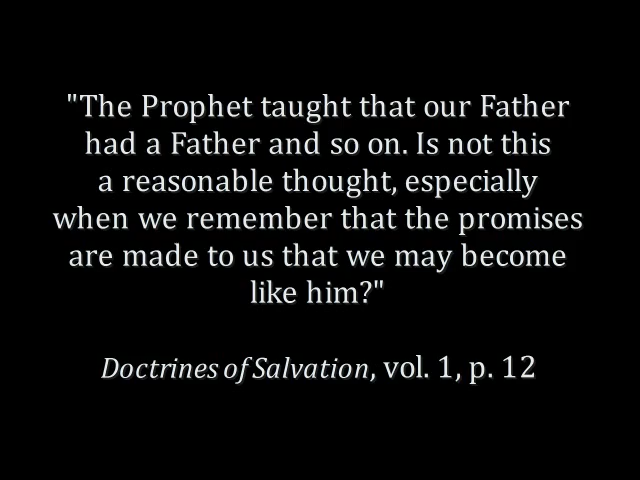 "The Prophet taught that our Father
had a Father and so on. Is not this
a reasonable thought, especially
when we remember that the promises
are made to us that we may become
like him?"
Doctrines of Salvation, vol. 1, p. 12